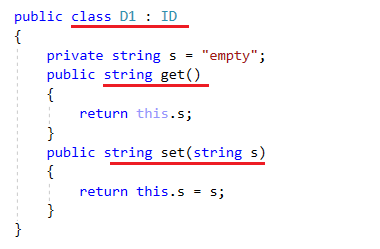 public class D1 : ID
{
private string s = "empty";
public string get()
{
return this.s;
}
public string set(string s)
{
return this.s = s;
}
}